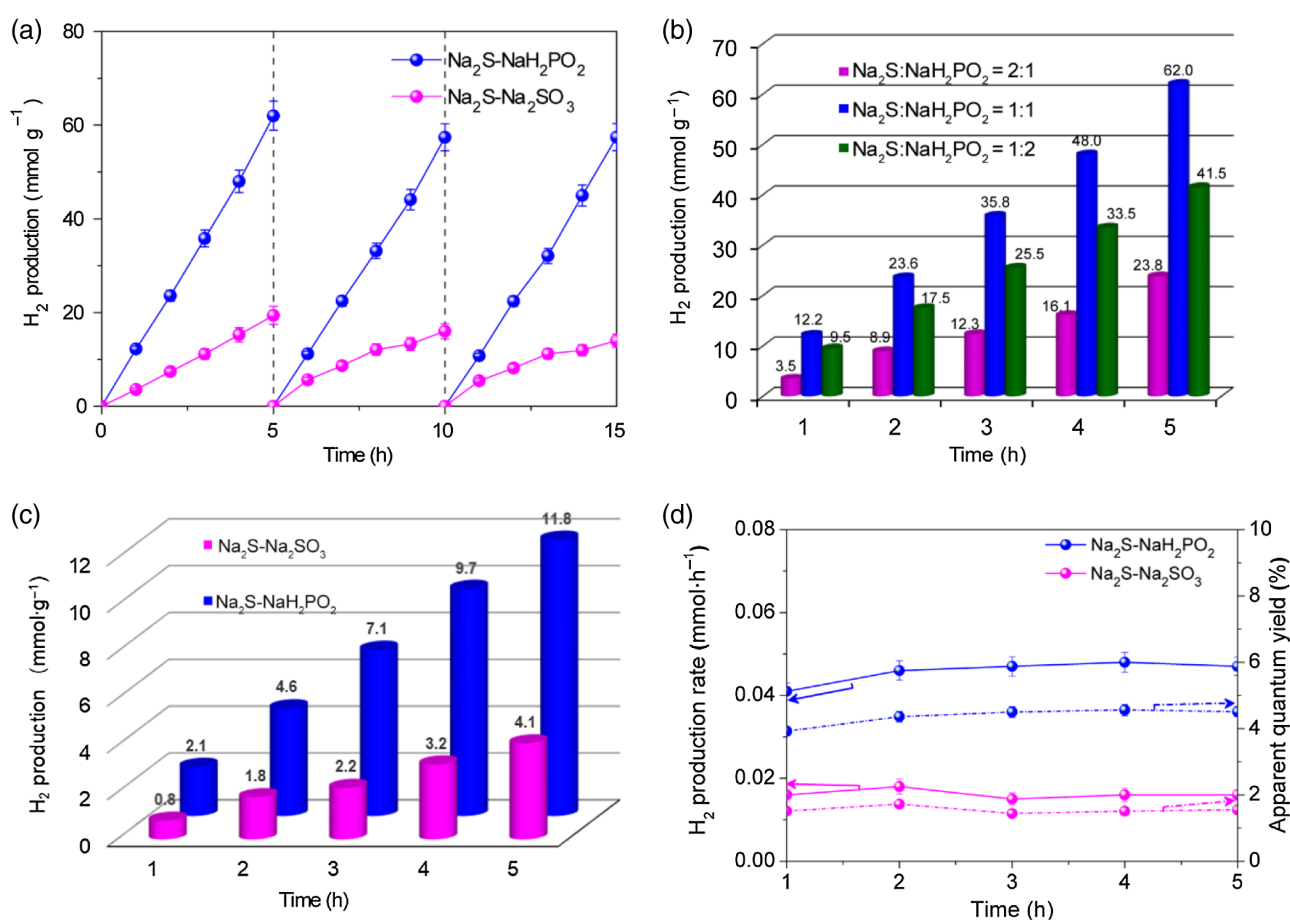 (a)
80
60
40
20
0
H₂ production (mmol g⁻¹)
Na₂S-NaH₂PO₂
Na₂S-Na₂SO₃
0 5 10 15
Time (h)
(b)
70
60
50
40
30
20
10
0
H₂ production (mmol g⁻¹)
Na₂S:NaH₂PO₂ = 2:1
Na₂S:NaH₂PO₂ = 1:1
Na₂S:NaH₂PO₂ = 1:2
3.5 12.2 9.5
8.9 23.6 17.5
12.3 35.8 25.5
16.1 48.0 33.5
23.8 62.0 41.5
1 2 3 4 5
Time (h)
(c)
12
10
8
6
4
2
0
H₂ production (mmol·g⁻¹)
Na₂S-Na₂SO₃
Na₂S-NaH₂PO₂
0.8 2.1
1.8 4.6
2.2 7.1
3.2 9.7
4.1 11.8
1 2 3 4 5
Time (h)
(d)
0.08
0.06
0.04
0.02
0.00
H₂ production rate (mmol·h⁻¹)
Na₂S-NaH₂PO₂
Na₂S-Na₂SO₃
10
8
6
4
2
0
Apparent quantum yield (%)
1 2 3 4 5
Time (h)